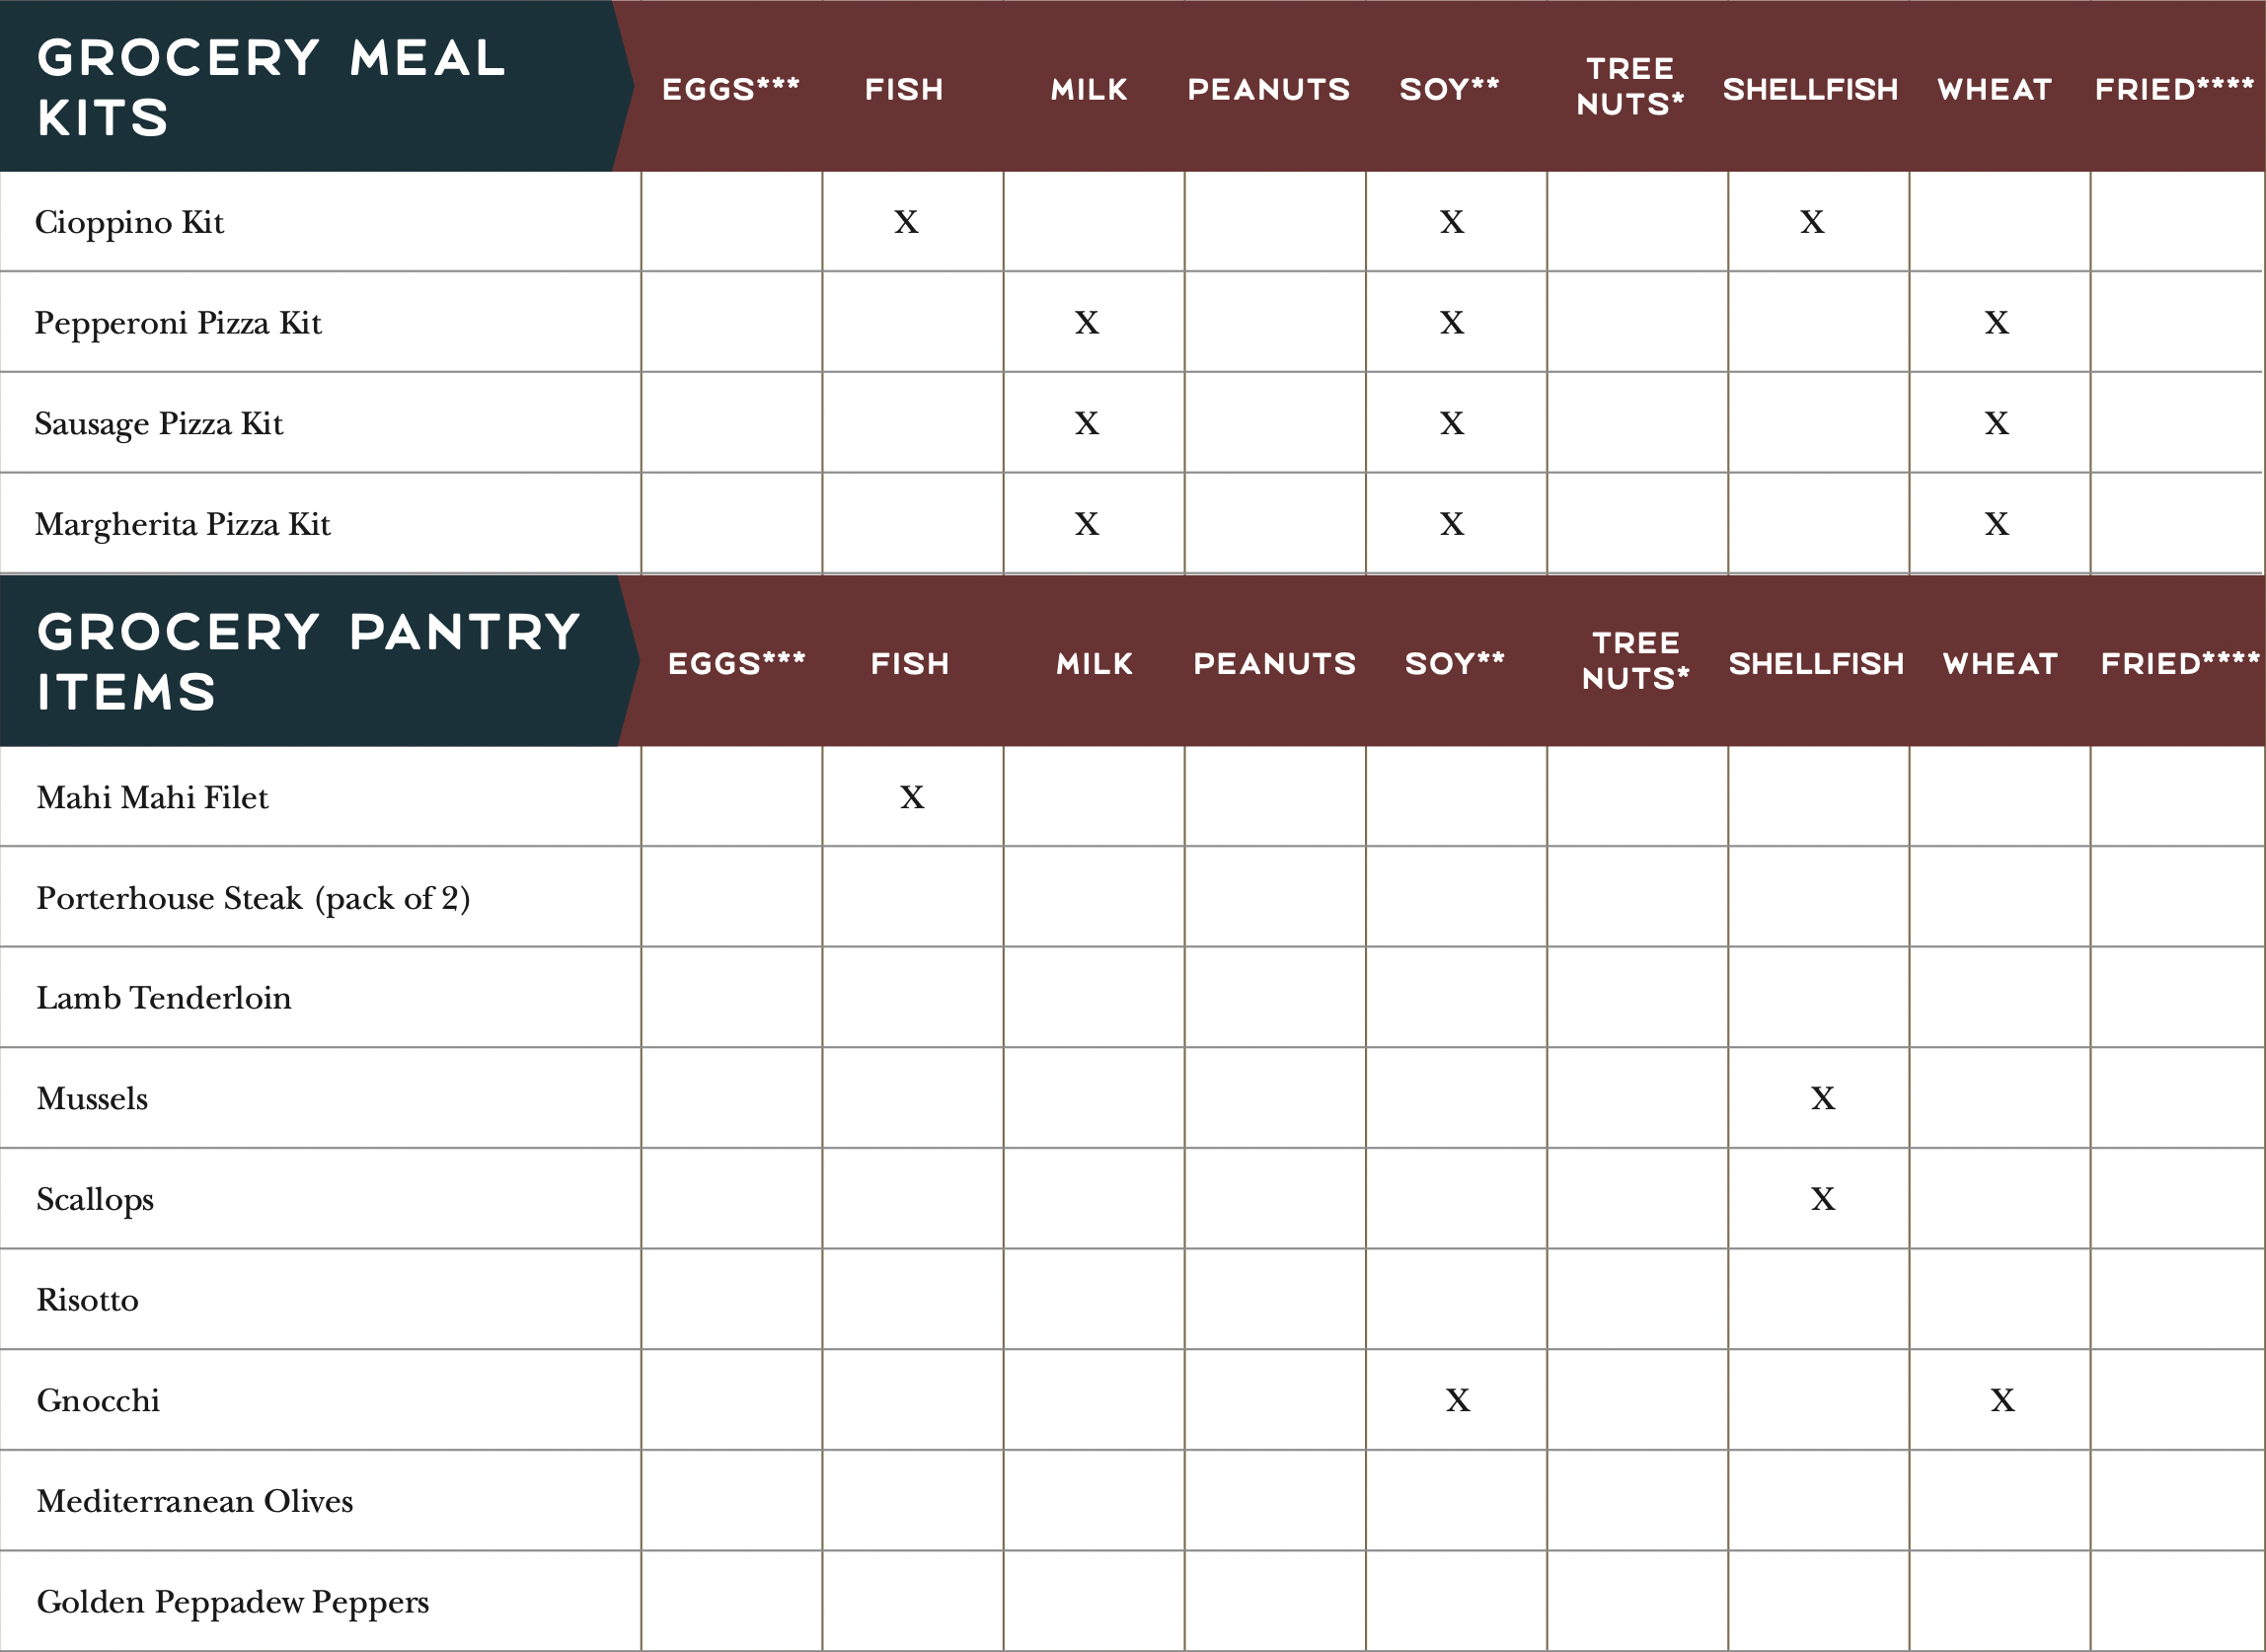 GROCERY MEAL
KITS
EGGS*** FISH MILK PEANUTS SOY** TREE NUTS* SHELLFISH WHEAT FRIED****
Cioppino Kit X X X
Pepperoni Pizza Kit X X X
Sausage Pizza Kit X X X
Margherita Pizza Kit X X X
GROCERY PANTRY
ITEMS
EGGS*** FISH MILK PEANUTS SOY** TREE NUTS* SHELLFISH WHEAT FRIED****
Mahi Mahi Filet X
Porterhouse Steak (pack of 2)
Lamb Tenderloin
Mussels X
Scallops X
Risotto
Gnocchi X X
Mediterranean Olives
Golden Peppadew Peppers